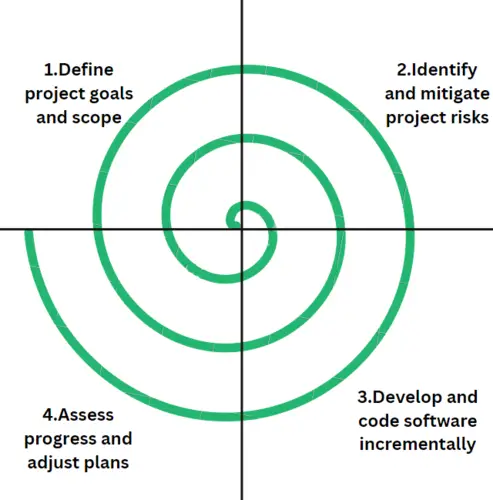 1.Define
project goals
and scope
2.Identify
and mitigate
project risks
3.Develop and
code software
incrementally
4.Assess
progress and
adjust plans